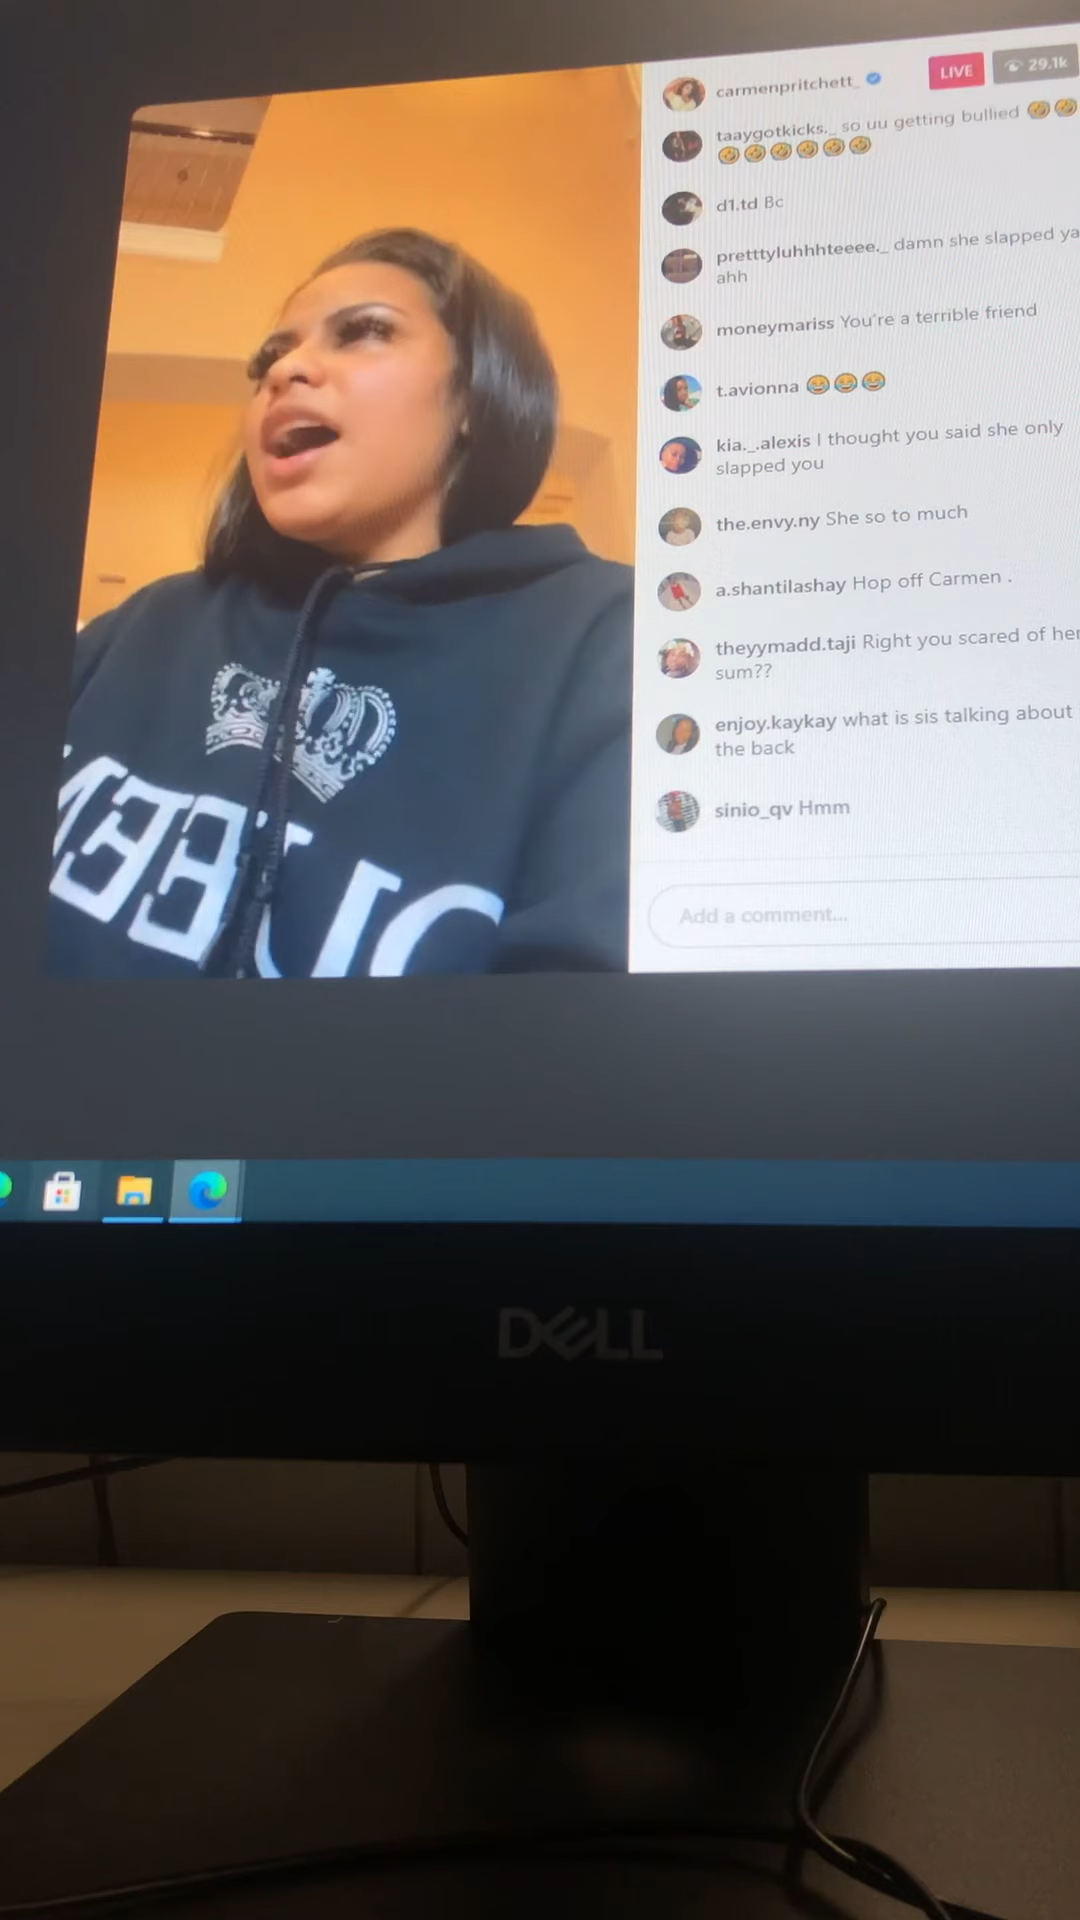 carmenpritchett_
LIVE
29.1k
taaygotkicks._ so uu getting bullied 🤣🤣
🤣🤣🤣🤣🤣🤣
d1.td Bc
pretttyluhhhteeee._ damn she slapped ya
ahh
moneymariss You're a terrible friend
t.avionna 😂😂😂
kia._.alexis I thought you said she only
slapped you
the.envy.ny She so to much
a.shantilashay Hop off Carmen .
theyymadd.taji Right you scared of her
sum??
enjoy.kaykay what is sis talking about
the back
sinio_qv Hmm
Add a comment...
QUEEN
DELL